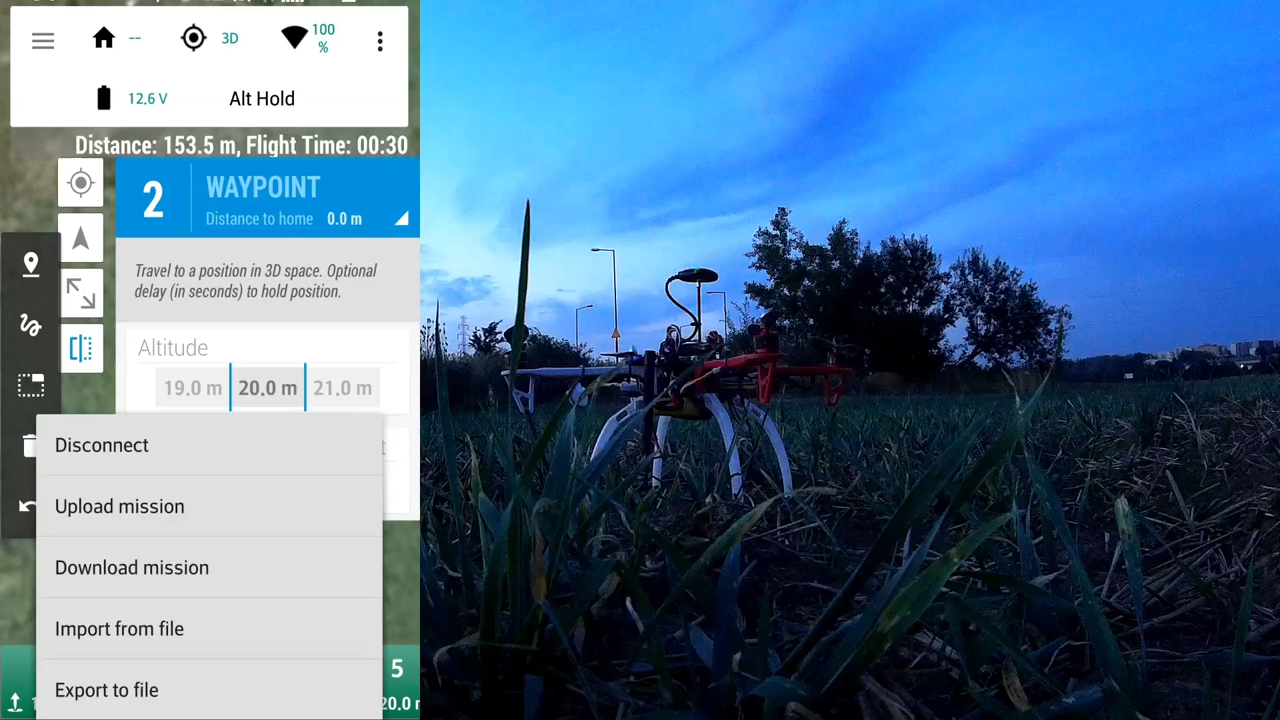 -- 3D 100 %
12.6 V Alt Hold
Distance: 153.5 m, Flight Time: 00:30
2 WAYPOINT
Distance to home 0.0 m
Travel to a position in 3D space. Optional
delay (in seconds) to hold position.
Altitude
19.0 m 20.0 m 21.0 m
Disconnect
Upload mission
Download mission
Import from file
Export to file
5
20.0